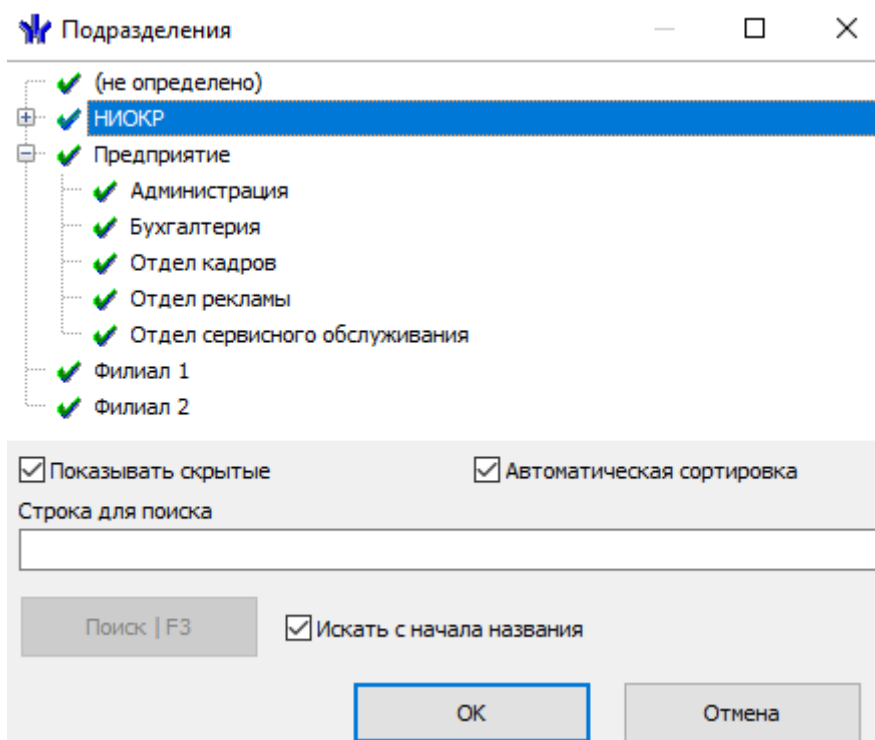 Подразделения
(не определено)
НИОКР
Предприятие
Администрация
Бухгалтерия
Отдел кадров
Отдел рекламы
Отдел сервисного обслуживания
Филиал 1
Филиал 2
Показывать скрытые Автоматическая сортировка
Строка для поиска
Поиск | F3 Искать с начала названия
ОК Отмена